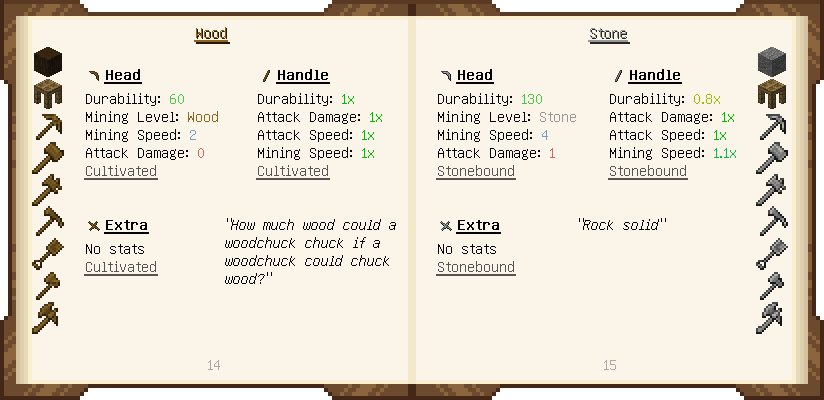 Wood
Head
Durability: 60
Mining Level: Wood
Mining Speed: 2
Attack Damage: 0
Cultivated
Handle
Durability: 1x
Attack Damage: 1x
Attack Speed: 1x
Mining Speed: 1x
Cultivated
Extra
No stats
Cultivated
"How much wood could a
woodchuck chuck if a
woodchuck could chuck
wood?"
14
Stone
Head
Durability: 130
Mining Level: Stone
Mining Speed: 4
Attack Damage: 1
Stonebound
Handle
Durability: 0.8x
Attack Damage: 1x
Attack Speed: 1x
Mining Speed: 1.1x
Stonebound
Extra
No stats
Stonebound
"Rock solid"
15